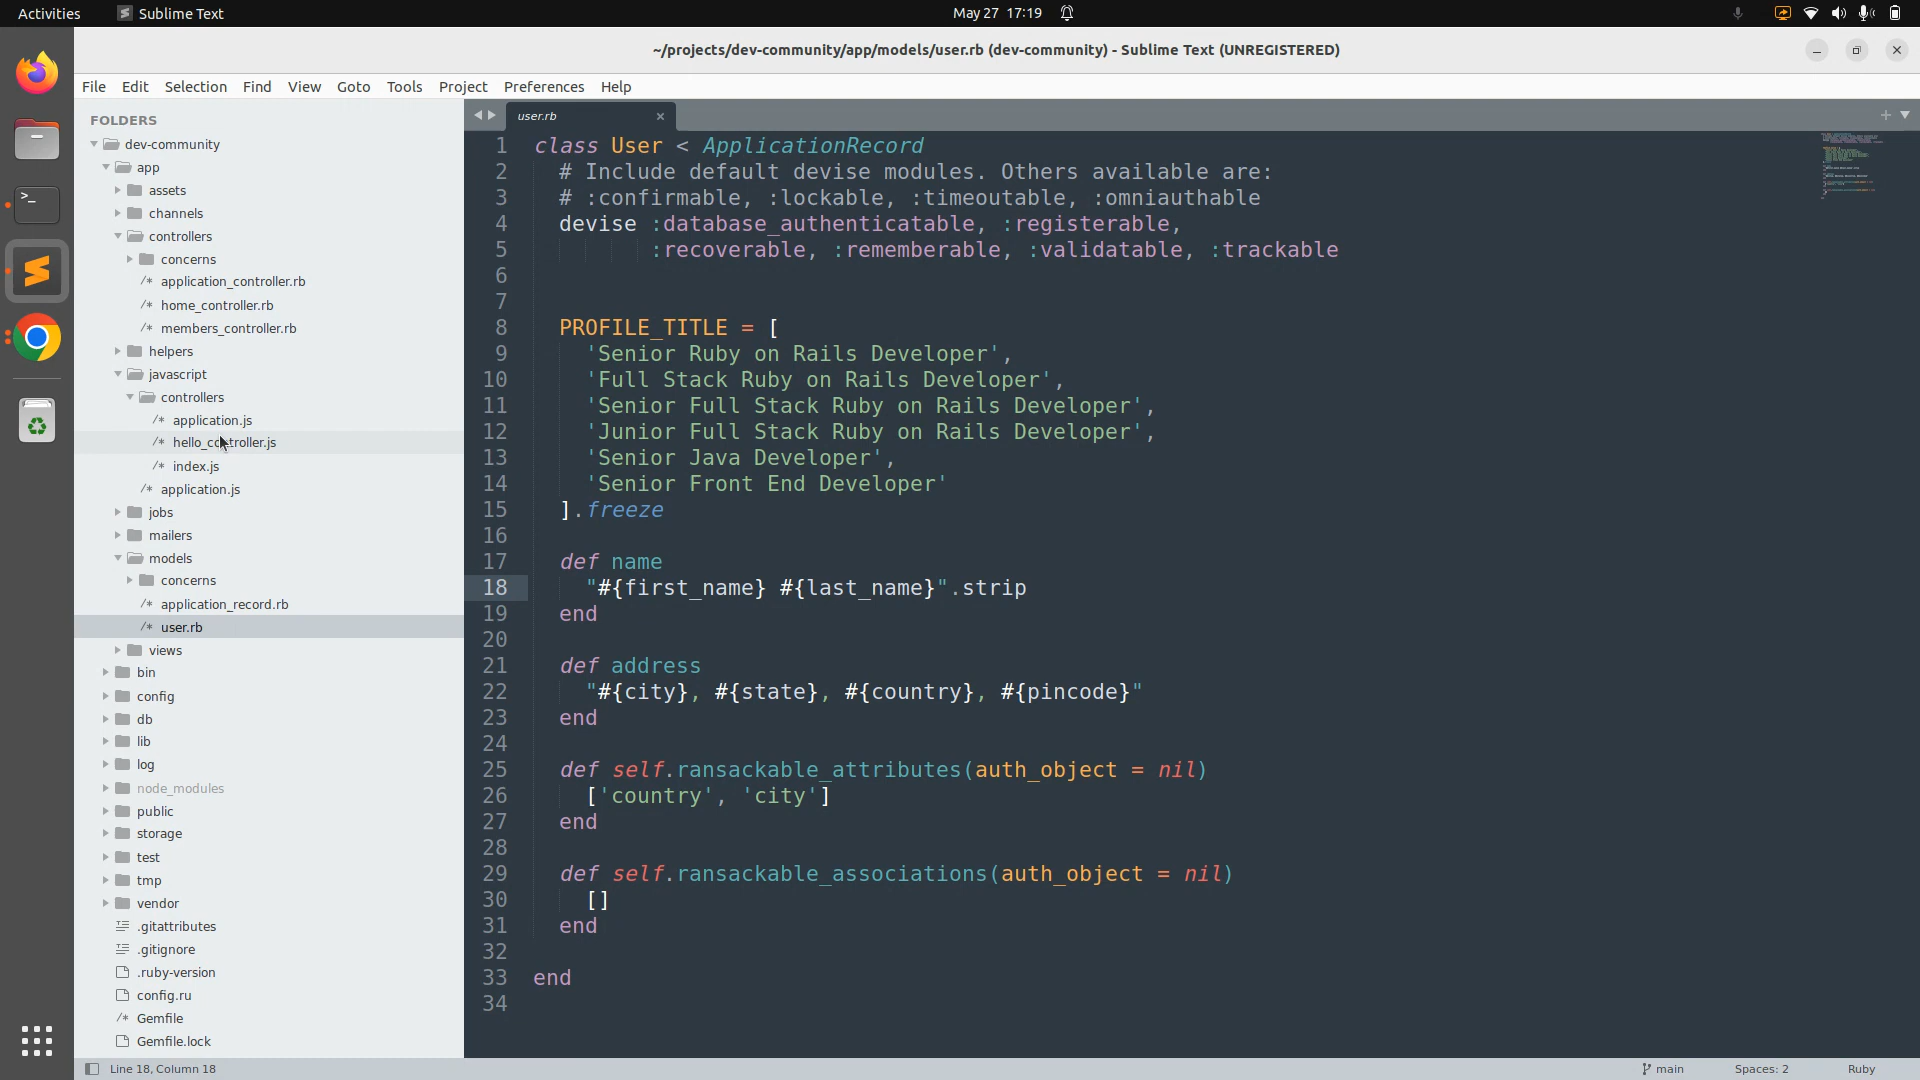 Activities
Sublime Text
May 27 17:19
~/projects/dev-community/app/models/user.rb (dev-community) - Sublime Text (UNREGISTERED)
File Edit Selection Find View Goto Tools Project Preferences Help
FOLDERS
dev-community
app
assets
channels
controllers
concerns
/* application_controller.rb
/* home_controller.rb
/* members_controller.rb
helpers
javascript
controllers
/* application.js
/* hello_controller.js
/* index.js
/* application.js
jobs
mailers
models
concerns
/* application_record.rb
/* user.rb
views
bin
config
db
lib
log
node_modules
public
storage
test
tmp
vendor
.gitattributes
.gitignore
.ruby-version
config.ru
/* Gemfile
Gemfile.lock
user.rb
1 class User < ApplicationRecord
2 # Include default devise modules. Others available are:
3 # :confirmable, :lockable, :timeoutable, :omniauthable
4 devise :database_authenticatable, :registerable,
5 :recoverable, :rememberable, :validatable, :trackable
6
7
8 PROFILE_TITLE = [
9 'Senior Ruby on Rails Developer',
10 'Full Stack Ruby on Rails Developer',
11 'Senior Full Stack Ruby on Rails Developer',
12 'Junior Full Stack Ruby on Rails Developer',
13 'Senior Java Developer',
14 'Senior Front End Developer'
15 ].freeze
16
17 def name
18 "#{first_name} #{last_name}".strip
19 end
20
21 def address
22 "#{city}, #{state}, #{country}, #{pincode}"
23 end
24
25 def self.ransackable_attributes(auth_object = nil)
26 ['country', 'city']
27 end
28
29 def self.ransackable_associations(auth_object = nil)
30 []
31 end
32
33 end
34
Line 18, Column 18
main
Spaces: 2
Ruby